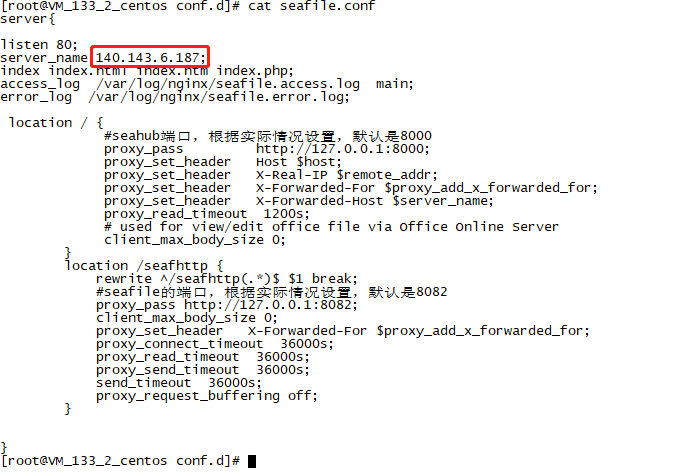 [root@VM_133_2_centos conf.d]# cat seafile.conf
server{
listen 80;
server_name 140.143.6.187;
index index.html index.htm index.php;
access_log  /var/log/nginx/seafile.access.log  main;
error_log  /var/log/nginx/seafile.error.log;
location / {
#seahub端口，根据实际情况设置，默认是8000
proxy_pass         http://127.0.0.1:8000;
proxy_set_header   Host $host;
proxy_set_header   X-Real-IP $remote_addr;
proxy_set_header   X-Forwarded-For $proxy_add_x_forwarded_for;
proxy_set_header   X-Forwarded-Host $server_name;
proxy_read_timeout  1200s;
# used for view/edit office file via Office Online Server
client_max_body_size 0;
}
location /seafhttp {
rewrite ^/seafhttp(.*)$ $1 break;
#seafile的端口，根据实际情况设置，默认是8082
proxy_pass http://127.0.0.1:8082;
client_max_body_size 0;
proxy_set_header   X-Forwarded-For $proxy_add_x_forwarded_for;
proxy_connect_timeout  36000s;
proxy_read_timeout  36000s;
proxy_send_timeout  36000s;
send_timeout  36000s;
proxy_request_buffering off;
}
}
[root@VM_133_2_centos conf.d]#